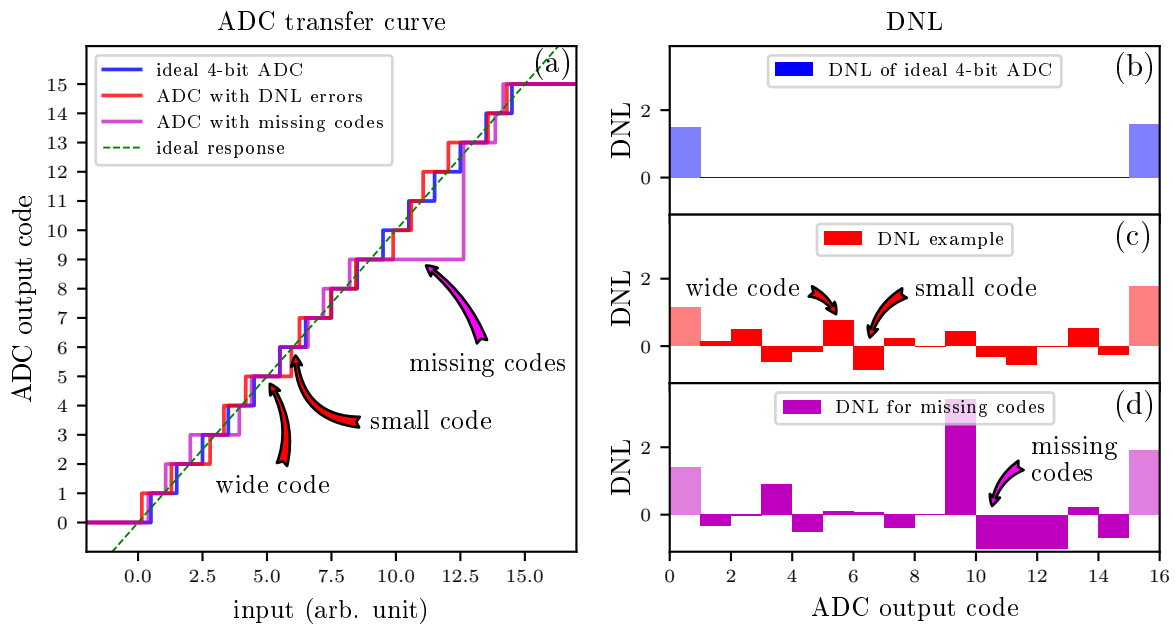 ADC transfer curve
(a)
ideal 4-bit ADC
ADC with DNL errors
ADC with missing codes
ideal response
15
14
13
12
11
10
9
8
7
6
5
4
3
2
1
0
ADC output code
missing codes
small code
wide code
0.0 2.5 5.0 7.5 10.0 12.5 15.0
input (arb. unit)
DNL
(b)
DNL of ideal 4-bit ADC
2
0
DNL
(c)
DNL example
2
0
DNL
wide code
small code
(d)
DNL for missing codes
2
0
DNL
missing
codes
0 2 4 6 8 10 12 14 16
ADC output code